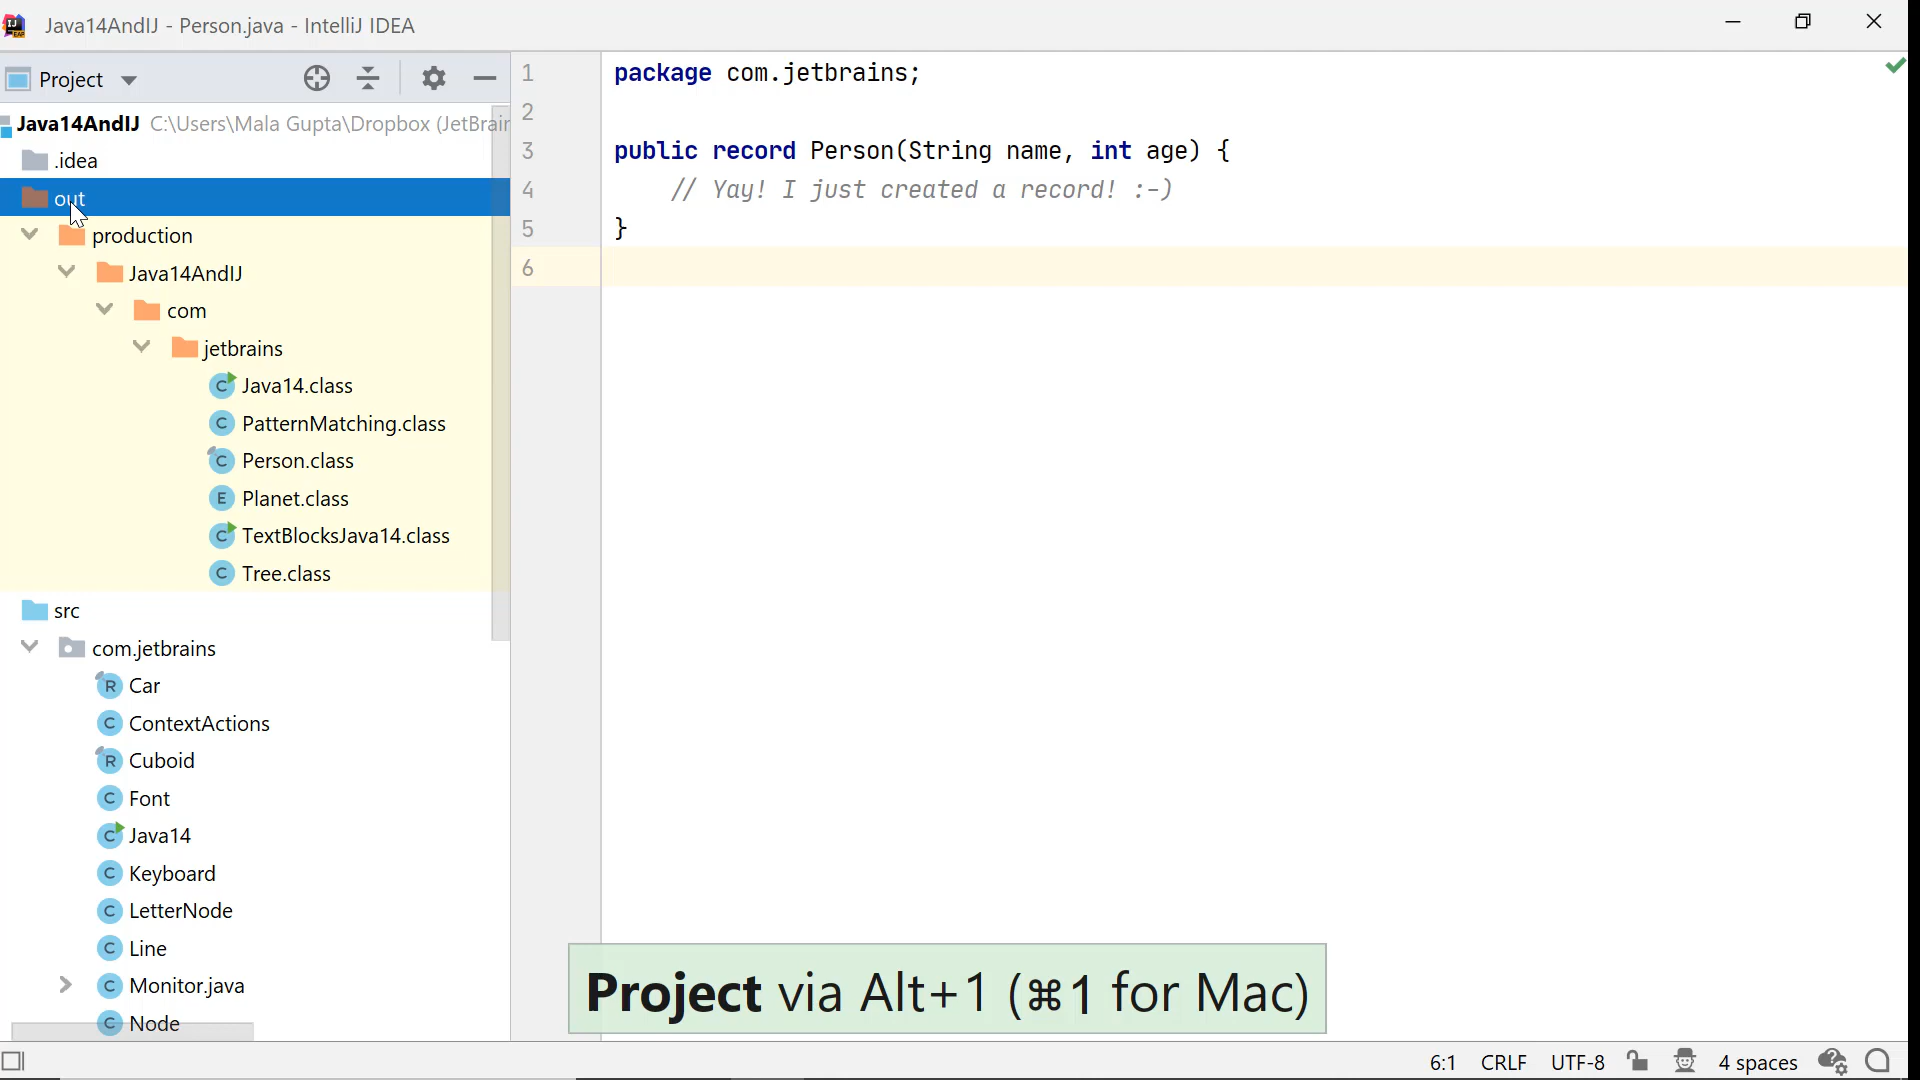 Java14AndIJ - Person.java - IntelliJ IDEA
Project
Java14AndIJ C:\Users\Mala Gupta\Dropbox (JetBrain
.idea
out
production
Java14AndIJ
com
jetbrains
Java14.class
PatternMatching.class
Person.class
Planet.class
TextBlocksJava14.class
Tree.class
src
com.jetbrains
Car
ContextActions
Cuboid
Font
Java14
Keyboard
LetterNode
Line
Monitor.java
Node
1 package com.jetbrains;
2
3 public record Person(String name, int age) {
4 // Yay! I just created a record! :-)
5 }
6
Project via Alt+1 (⌘1 for Mac)
6:1 CRLF UTF-8 4 spaces